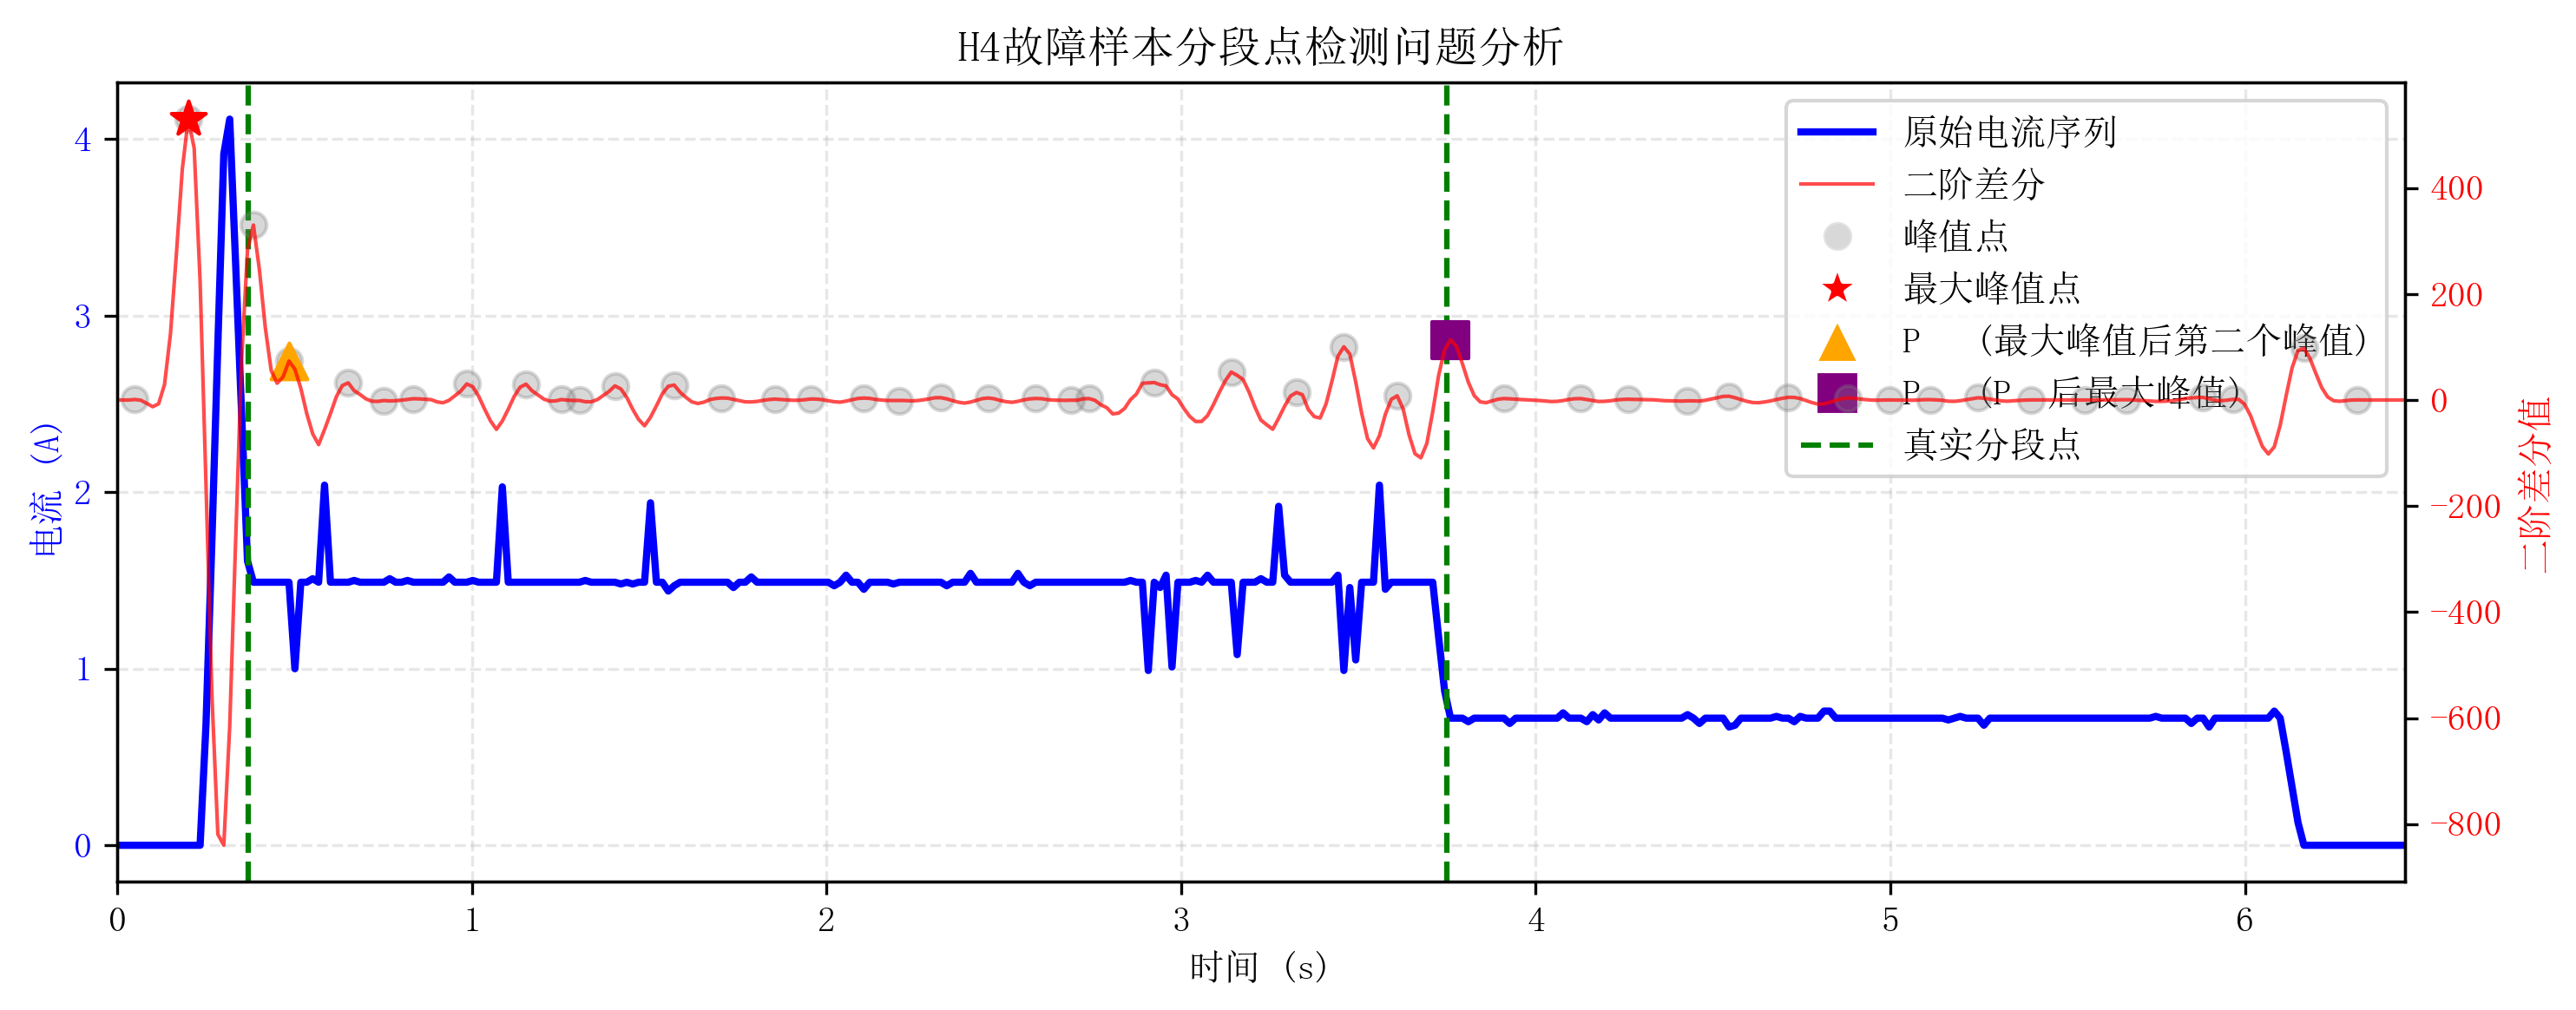 H4故障样本分段点检测问题分析
原始电流序列
二阶差分
峰值点
最大峰值点
P (最大峰值后第二个峰值)
P (P 后最大峰值)
真实分段点
电流 (A)
4
3
2
1
0
二阶差分值
400
200
0
−200
−400
−600
−800
0 1 2 3 4 5 6
时间 (s)